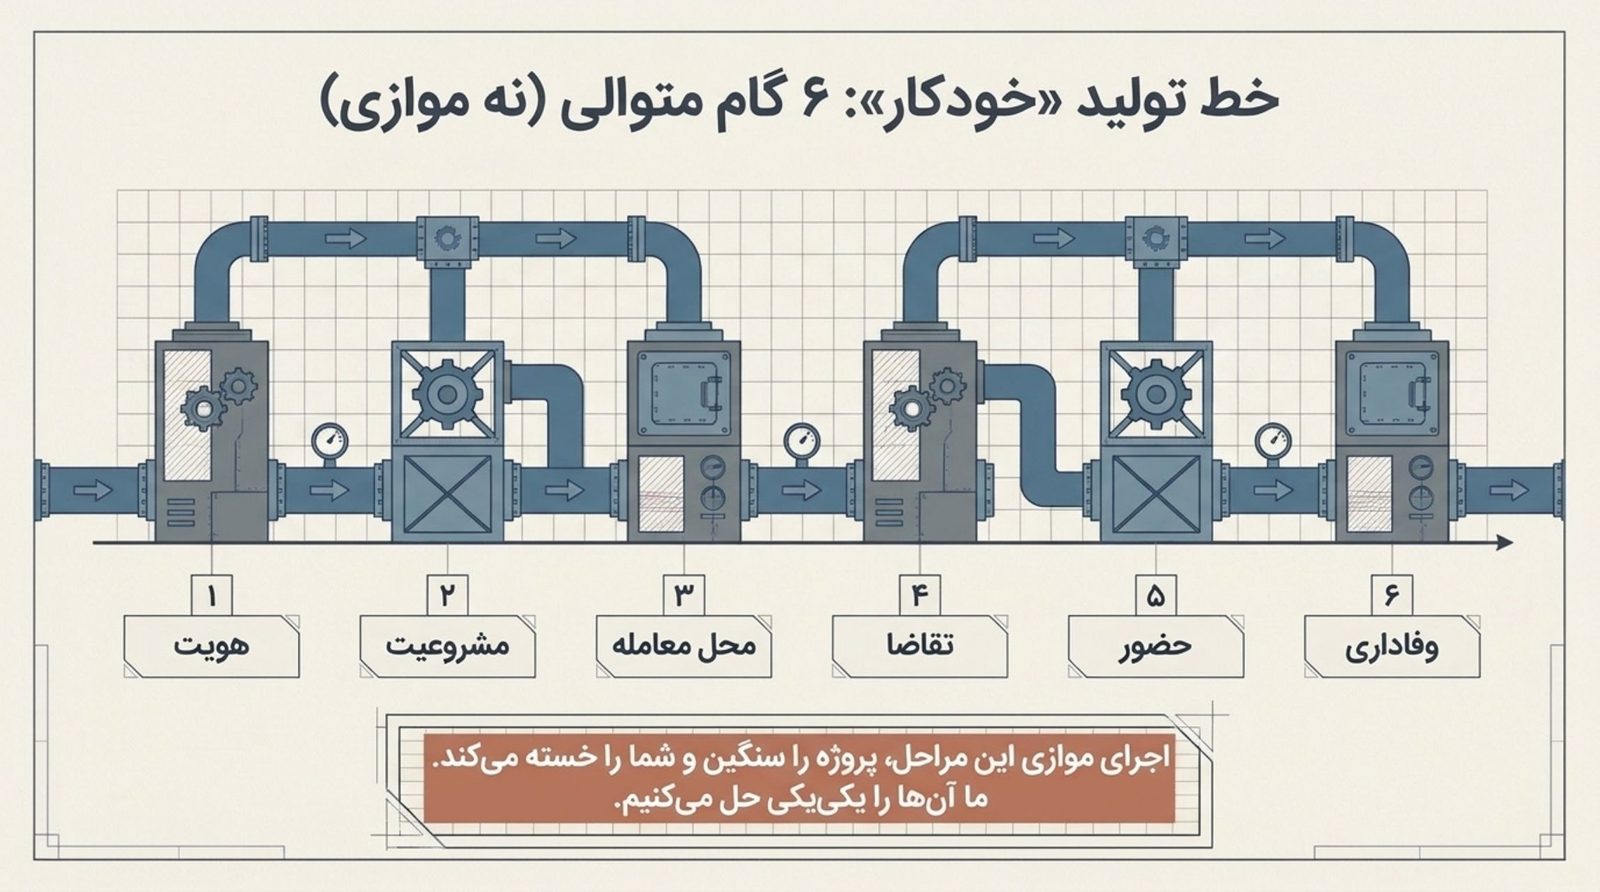 خط تولید «خودکار»: ۶ گام متوالی (نه موازی)
۱
هویت
۲
مشروعیت
۳
محل معامله
۴
تقاضا
۵
حضور
۶
وفاداری
اجرای موازی این مراحل، پروژه را سنگین و شما را خسته می‌کند.
ما آن‌ها را یکی‌یکی حل می‌کنیم.